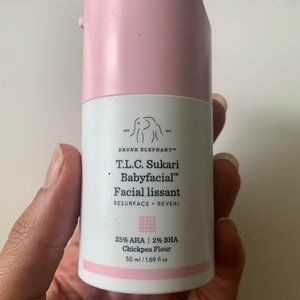 DRUNK ELEPHANT™
T.L.C. Sukari
Babyfacial™
Facial lissant
RESURFACE + REVEAL
25% AHA | 2% BHA
Chickpea Flour
50 ml / 1.69 fl oz